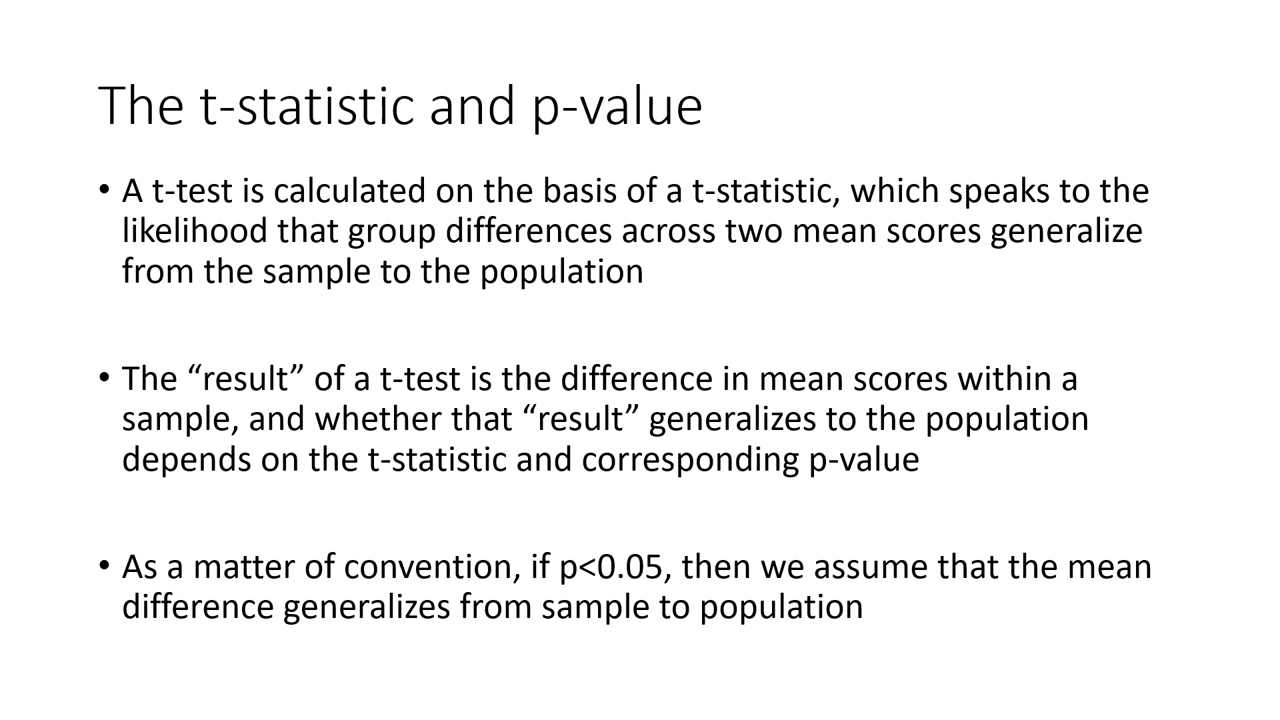 The t-statistic and p-value
• A t-test is calculated on the basis of a t-statistic, which speaks to the
likelihood that group differences across two mean scores generalize
from the sample to the population
• The “result” of a t-test is the difference in mean scores within a
sample, and whether that “result” generalizes to the population
depends on the t-statistic and corresponding p-value
• As a matter of convention, if p<0.05, then we assume that the mean
difference generalizes from sample to population